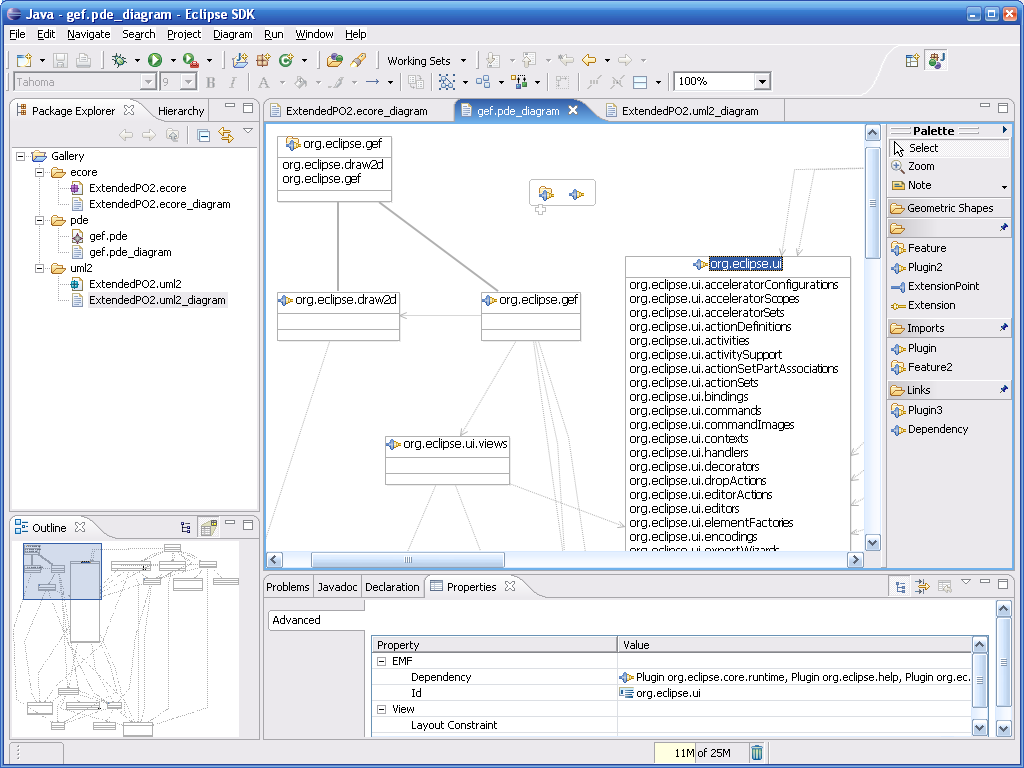 Java - gef.pde_diagram - Eclipse SDK
File Edit Navigate Search Project Diagram Run Window Help
Working Sets
Tahoma 9 B I A 100%
Package Explorer Hierarchy
Gallery
ecore
ExtendedPO2.ecore
ExtendedPO2.ecore_diagram
pde
gef.pde
gef.pde_diagram
uml2
ExtendedPO2.uml2
ExtendedPO2.uml2_diagram
Outline
ExtendedPO2.ecore_diagram gef.pde_diagram ExtendedPO2.uml2_diagram
org.eclipse.gef
org.eclipse.draw2d
org.eclipse.gef
org.eclipse.draw2d
org.eclipse.gef
org.eclipse.ui.views
org.eclipse.ui
org.eclipse.ui.acceleratorConfigurations
org.eclipse.ui.acceleratorScopes
org.eclipse.ui.acceleratorSets
org.eclipse.ui.actionDefinitions
org.eclipse.ui.activities
org.eclipse.ui.activitySupport
org.eclipse.ui.actionSetPartAssociations
org.eclipse.ui.actionSets
org.eclipse.ui.bindings
org.eclipse.ui.commands
org.eclipse.ui.commandImages
org.eclipse.ui.contexts
org.eclipse.ui.handlers
org.eclipse.ui.decorators
org.eclipse.ui.dropActions
org.eclipse.ui.editorActions
org.eclipse.ui.editors
org.eclipse.ui.elementFactories
org.eclipse.ui.encodings
org.eclipse.ui.exportWizards
Palette
Select
Zoom
Note
Geometric Shapes
Feature
Plugin2
ExtensionPoint
Extension
Imports
Plugin
Feature2
Links
Plugin3
Dependency
Problems Javadoc Declaration Properties
Advanced
Property Value
EMF
Dependency Plugin org.eclipse.core.runtime, Plugin org.eclipse.help, Plugin org.ec...
Id org.eclipse.ui
View
Layout Constraint
11M of 25M